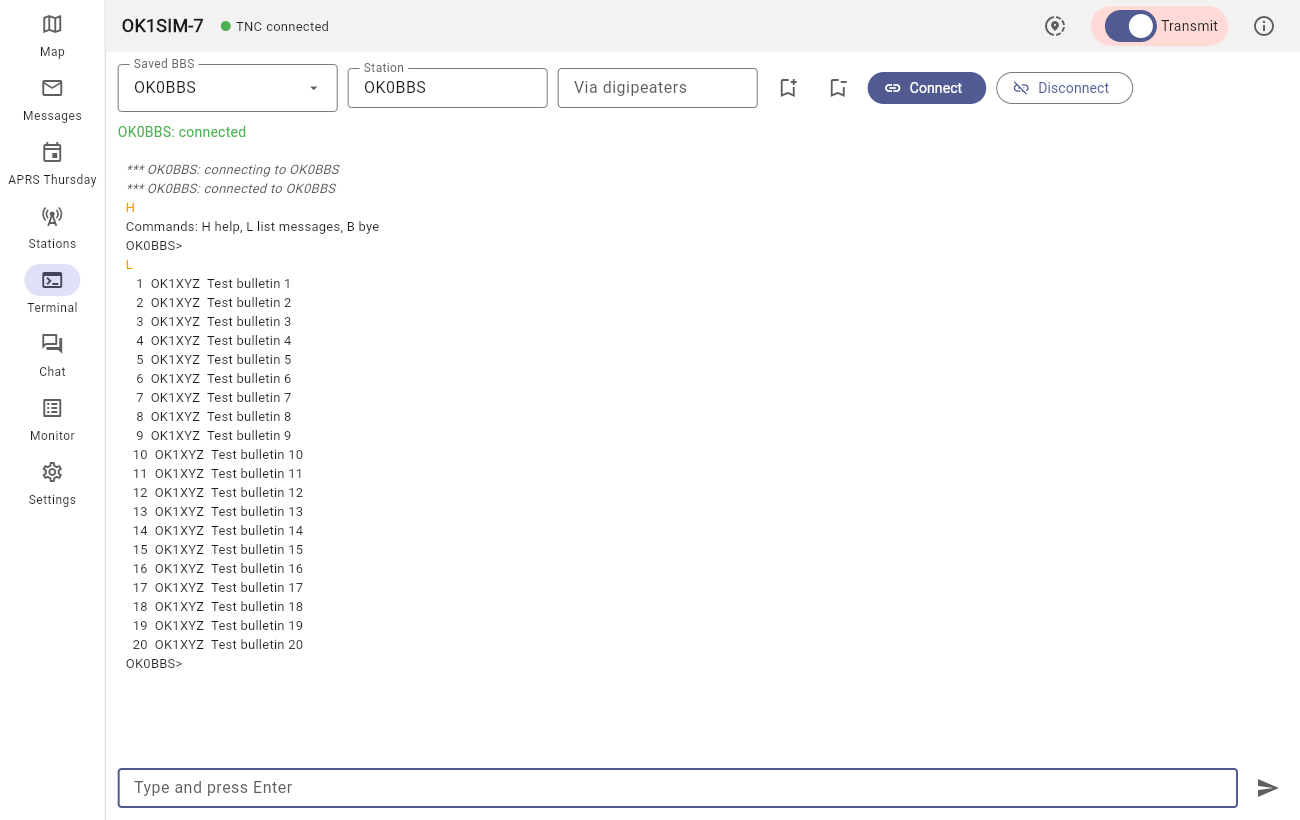 OK1SIM-7
TNC connected
Transmit
Map
Messages
APRS Thursday
Stations
Terminal
Chat
Monitor
Settings
Saved BBS
OK0BBS
Station
OK0BBS
Via digipeaters
Connect
Disconnect
OK0BBS: connected
*** OK0BBS: connecting to OK0BBS
*** OK0BBS: connected to OK0BBS
H
Commands: H help, L list messages, B bye
OK0BBS>
L
1 OK1XYZ Test bulletin 1
2 OK1XYZ Test bulletin 2
3 OK1XYZ Test bulletin 3
4 OK1XYZ Test bulletin 4
5 OK1XYZ Test bulletin 5
6 OK1XYZ Test bulletin 6
7 OK1XYZ Test bulletin 7
8 OK1XYZ Test bulletin 8
9 OK1XYZ Test bulletin 9
10 OK1XYZ Test bulletin 10
11 OK1XYZ Test bulletin 11
12 OK1XYZ Test bulletin 12
13 OK1XYZ Test bulletin 13
14 OK1XYZ Test bulletin 14
15 OK1XYZ Test bulletin 15
16 OK1XYZ Test bulletin 16
17 OK1XYZ Test bulletin 17
18 OK1XYZ Test bulletin 18
19 OK1XYZ Test bulletin 19
20 OK1XYZ Test bulletin 20
OK0BBS>
Type and press Enter